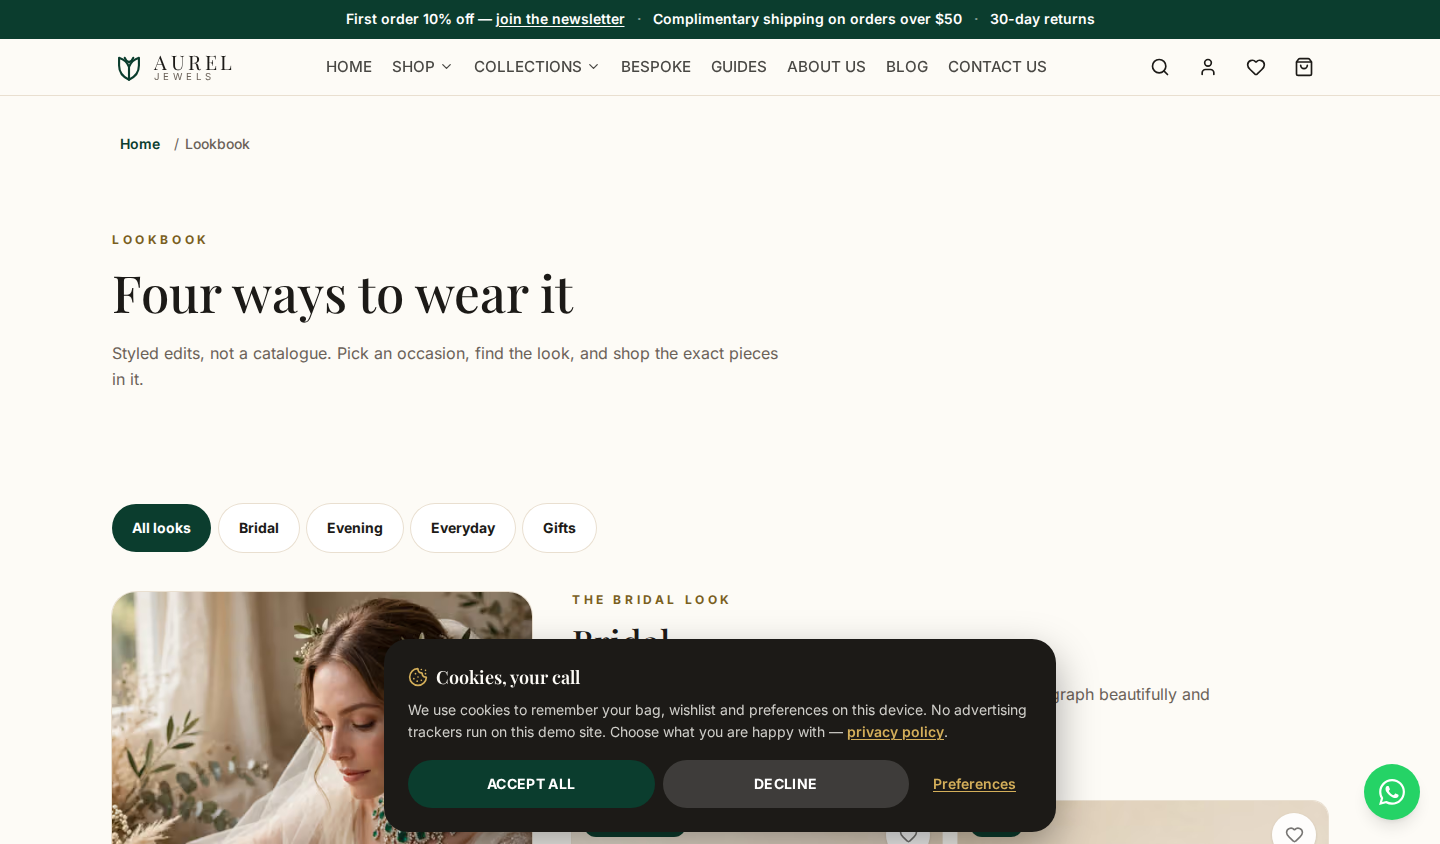 First order 10% off — join the newsletter · Complimentary shipping on orders over $50 · 30-day returns
AUREL
JEWELS
HOME SHOP COLLECTIONS BESPOKE GUIDES ABOUT US BLOG CONTACT US
Home / Lookbook
LOOKBOOK
Four ways to wear it
Styled edits, not a catalogue. Pick an occasion, find the look, and shop the exact pieces
in it.
All looks Bridal Evening Everyday Gifts
THE BRIDAL LOOK
Bridal
beautifully and
Cookies, your call
We use cookies to remember your bag, wishlist and preferences on this device. No advertising
trackers run on this demo site. Choose what you are happy with — privacy policy.
ACCEPT ALL DECLINE Preferences